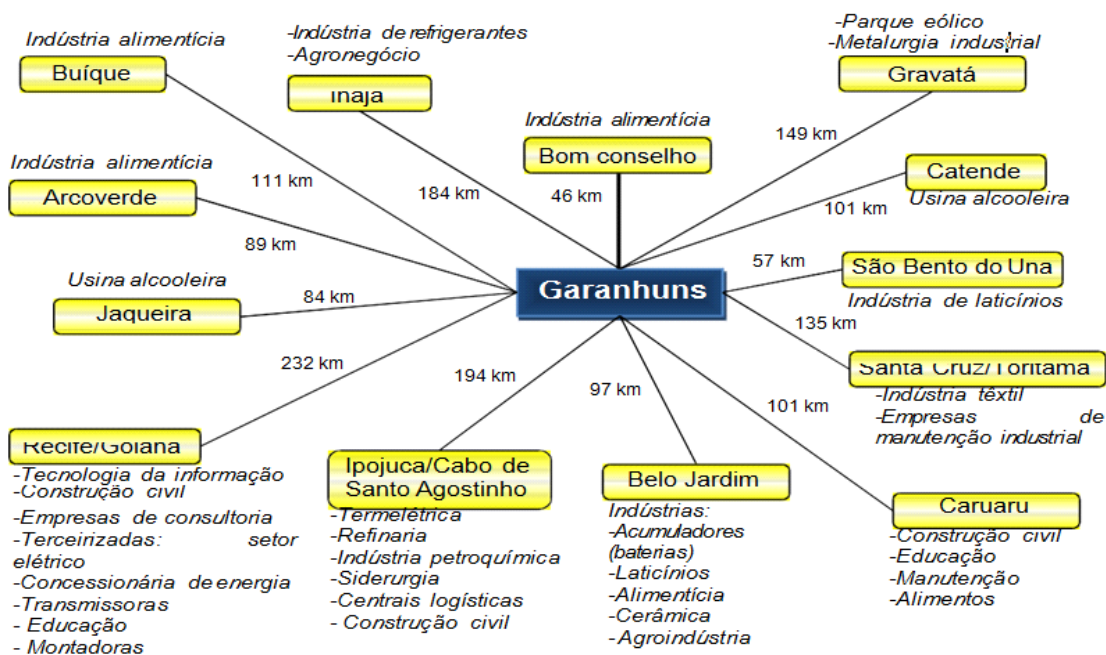 Indústria alimentícia
Buíque
-Indústria de refrigerantes
-Agronegócio
Inajá
-Parque eólico
-Metalurgia industrial
Gravatá
Indústria alimentícia
Bom conselho
Indústria alimentícia
Arcoverde
111 km
184 km
46 km
149 km
Catende
Usina alcooleira
101 km
89 km
57 km
São Bento do Una
Indústria de laticínios
Usina alcooleira
Jaqueira
84 km
Garanhuns
135 km
232 km
194 km
97 km
101 km
Santa Cruz/Toritama
-Indústria têxtil
-Empresas de
manutenção industrial
Recife/Goiana
-Tecnologia da informação
-Construção civil
-Empresas de consultoria
-Terceirizadas: setor
elétrico
-Concessionária de energia
-Transmissoras
- Educação
- Montadoras
Ipojuca/Cabo de
Santo Agostinho
-Termelétrica
-Refinaria
-Indústria petroquímica
-Siderurgia
-Centrais logísticas
- Construção civil
Belo Jardim
Indústrias:
-Acumuladores
(baterias)
-Laticínios
-Alimentícia
-Cerâmica
-Agroindústria
Caruaru
-Construção civil
-Educação
-Manutenção
-Alimentos